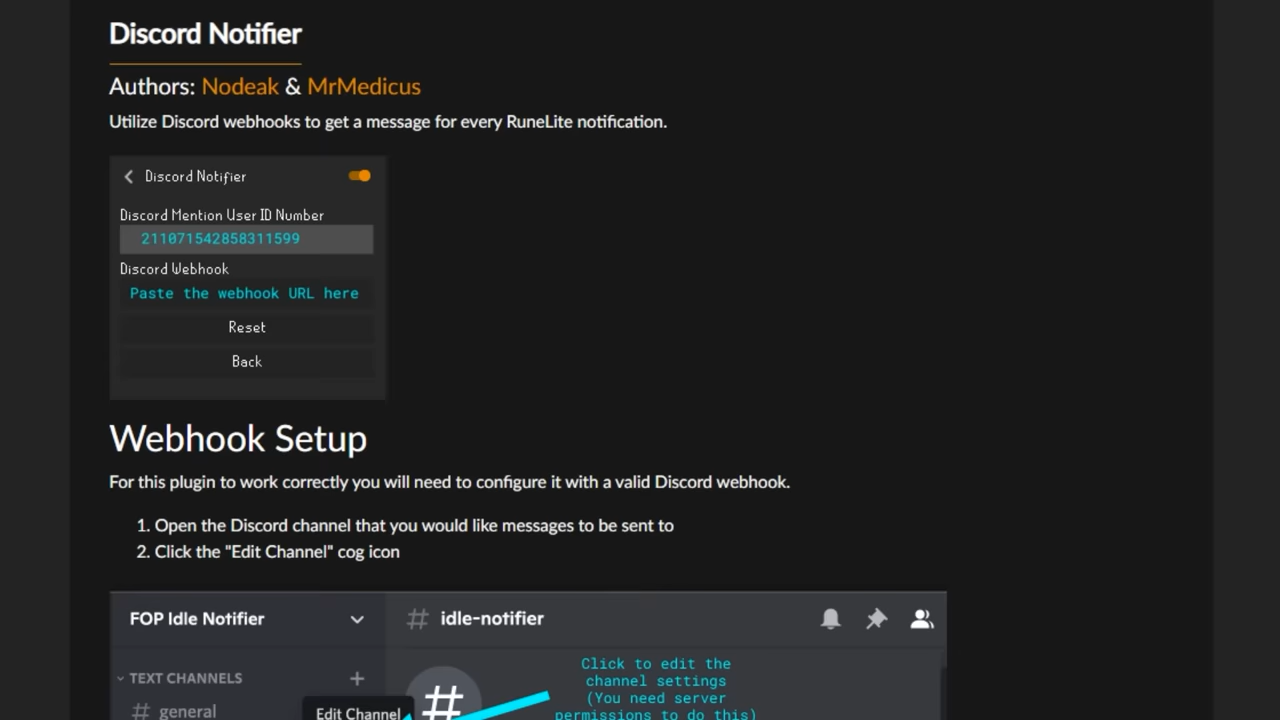 Discord Notifier
Authors: Nodeak & MrMedicus
Utilize Discord webhooks to get a message for every RuneLite notification.
Discord Notifier
Discord Mention User ID Number
211071542858311599
Discord Webhook
Paste the webhook URL here
Reset
Back
Webhook Setup
For this plugin to work correctly you will need to configure it with a valid Discord webhook.
1. Open the Discord channel that you would like messages to be sent to
2. Click the "Edit Channel" cog icon
FOP Idle Notifier
# idle-notifier
Click to edit the
channel settings
(You need server
permissions to do this)
TEXT CHANNELS
# general
Edit Channel
#